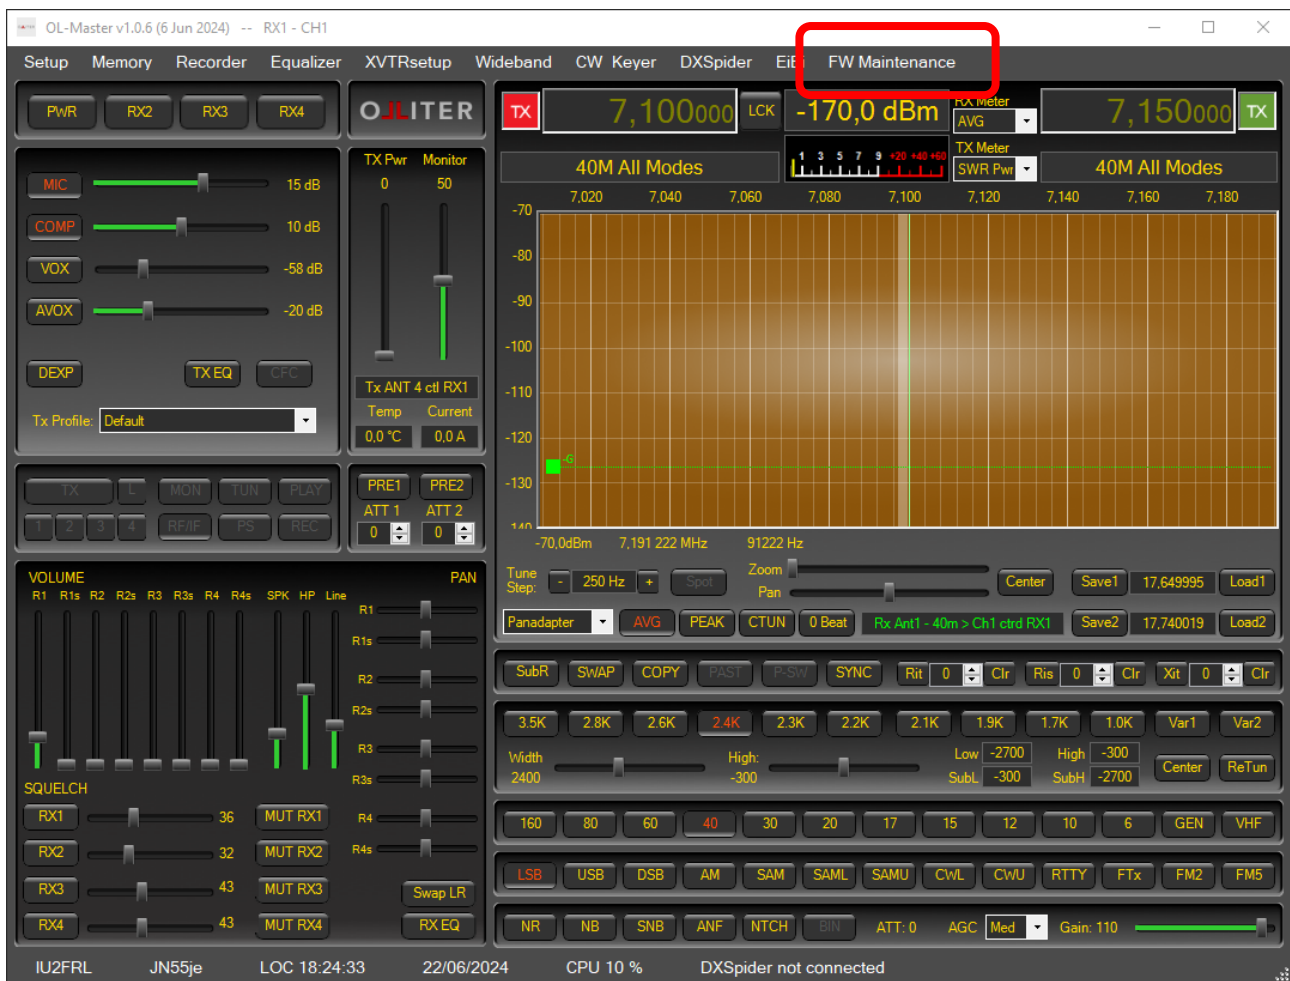 OL-Master v1.0.6 (6 Jun 2024) -- RX1 - CH1
Setup Memory Recorder Equalizer XVTRsetup Wideband CW Keyer DXSpider EiBi FW Maintenance
PWR RX2 RX3 RX4
OLLITER
TX 7,100000 LCK -170,0 dBm RX Meter AVG 7,150000 TX
1 3 5 7 9 +20 +40 +60 TX Meter SWR Pwr
40M All Modes 40M All Modes
MIC 15 dB
COMP 10 dB
VOX -58 dB
AVOX -20 dB
DEXP TX EQ CFC
Tx Profile: Default
TX Pwr Monitor
0 50
Tx ANT 4 ctl RX1
Temp Current
0,0 °C 0,0 A
7,020 7,040 7,060 7,080 7,100 7,120 7,140 7,160 7,180
-70
-80
-90
-100
-110
-120
-G
-130
-140
-70,0dBm 7,191 222 MHz 91222 Hz
TX L MON TUN PLAY
1 2 3 4 RF/IF PS REC
PRE1 PRE2
ATT 1 ATT 2
0 0
Tune Step: - 250 Hz + Spot Zoom Pan Center Save1 17,649995 Load1
Panadapter AVG PEAK CTUN 0 Beat Rx Ant1 - 40m > Ch1 ctrd RX1 Save2 17,740019 Load2
VOLUME PAN
R1 R1s R2 R2s R3 R3s R4 R4s SPK HP Line
R1
R1s
R2
R2s
R3
R3s
R4
R4s
Swap LR
RX EQ
SQUELCH
RX1 36 MUT RX1
RX2 32 MUT RX2
RX3 43 MUT RX3
RX4 43 MUT RX4
SubR SWAP COPY PAST P-SW SYNC Rit 0 Clr Ris 0 Clr Xit 0 Clr
3.5K 2.8K 2.6K 2.4K 2.3K 2.2K 2.1K 1.9K 1.7K 1.0K Var1 Var2
Width High: Low -2700 High -300 Center ReTun
2400 -300 SubL -300 SubH -2700
160 80 60 40 30 20 17 15 12 10 6 GEN VHF
LSB USB DSB AM SAM SAML SAMU CWL CWU RTTY FTx FM2 FM5
NR NB SNB ANF NTCH BIN ATT: 0 AGC Med Gain: 110
IU2FRL JN55je LOC 18:24:33 22/06/2024 CPU 10 % DXSpider not connected